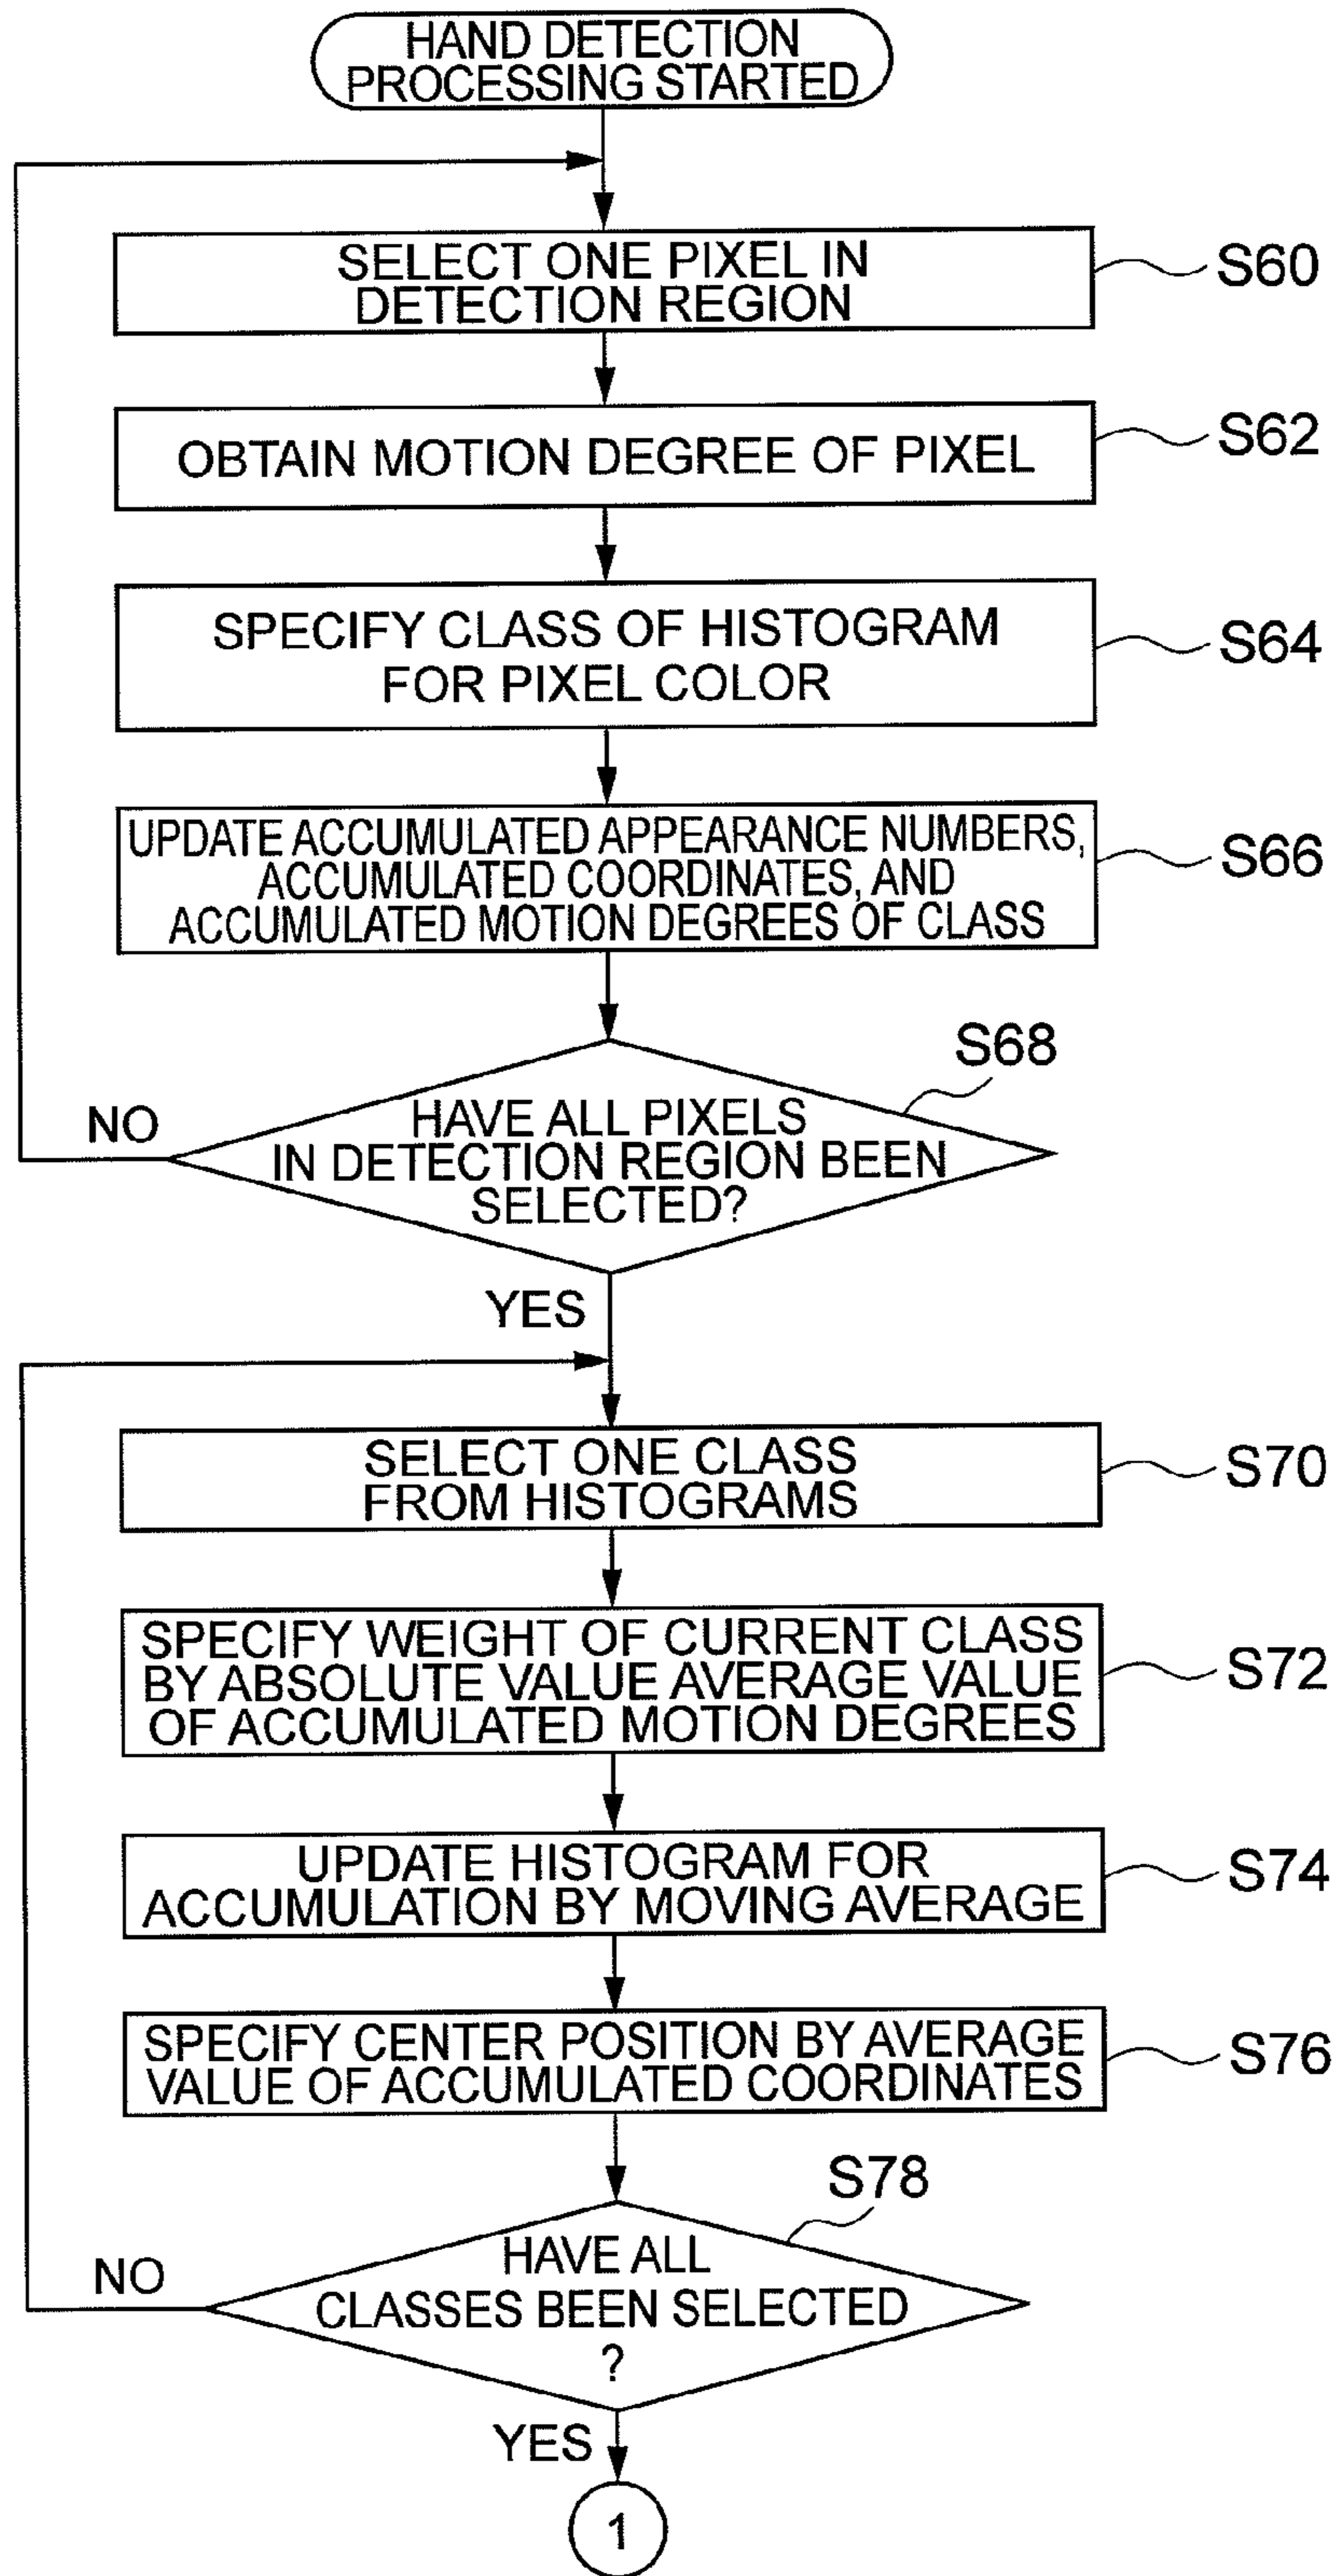 HAND DETECTION
PROCESSING STARTED
SELECT ONE PIXEL IN
DETECTION REGION
S60
OBTAIN MOTION DEGREE OF PIXEL
S62
SPECIFY CLASS OF HISTOGRAM
FOR PIXEL COLOR
S64
UPDATE ACCUMULATED APPEARANCE NUMBERS,
ACCUMULATED COORDINATES, AND
ACCUMULATED MOTION DEGREES OF CLASS
S66
S68
HAVE ALL PIXELS
IN DETECTION REGION BEEN
SELECTED?
NO
YES
SELECT ONE CLASS
FROM HISTOGRAMS
S70
SPECIFY WEIGHT OF CURRENT CLASS
BY ABSOLUTE VALUE AVERAGE VALUE
OF ACCUMULATED MOTION DEGREES
S72
UPDATE HISTOGRAM FOR
ACCUMULATION BY MOVING AVERAGE
S74
SPECIFY CENTER POSITION BY AVERAGE
VALUE OF ACCUMULATED COORDINATES
S76
S78
HAVE ALL
CLASSES BEEN SELECTED
?
NO
YES
1